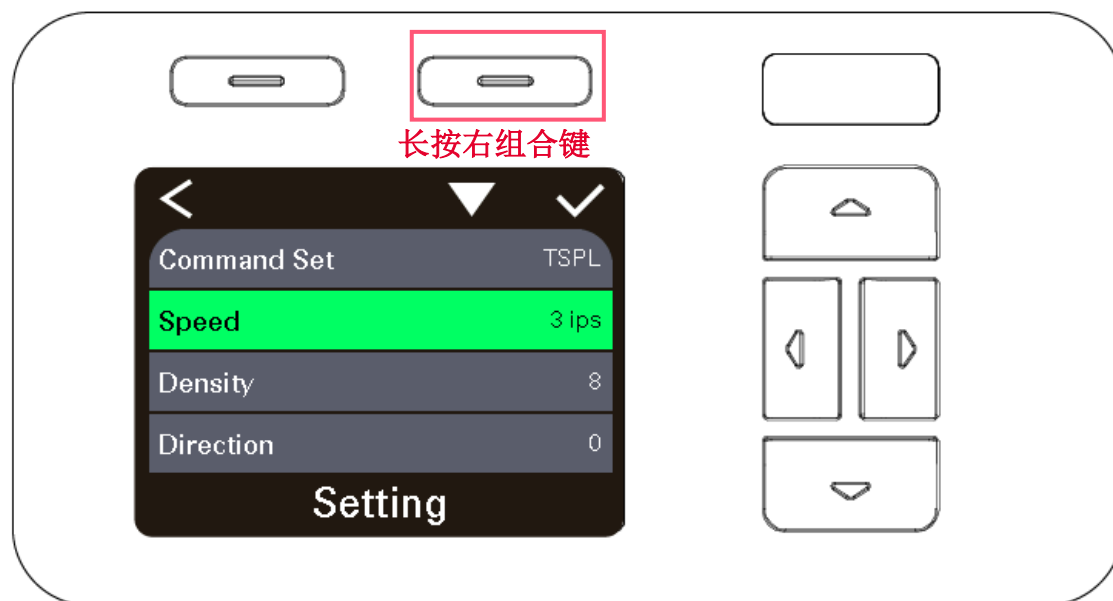 长按右组合键
Command Set TSPL
Speed 3 ips
Density 8
Direction 0
Setting